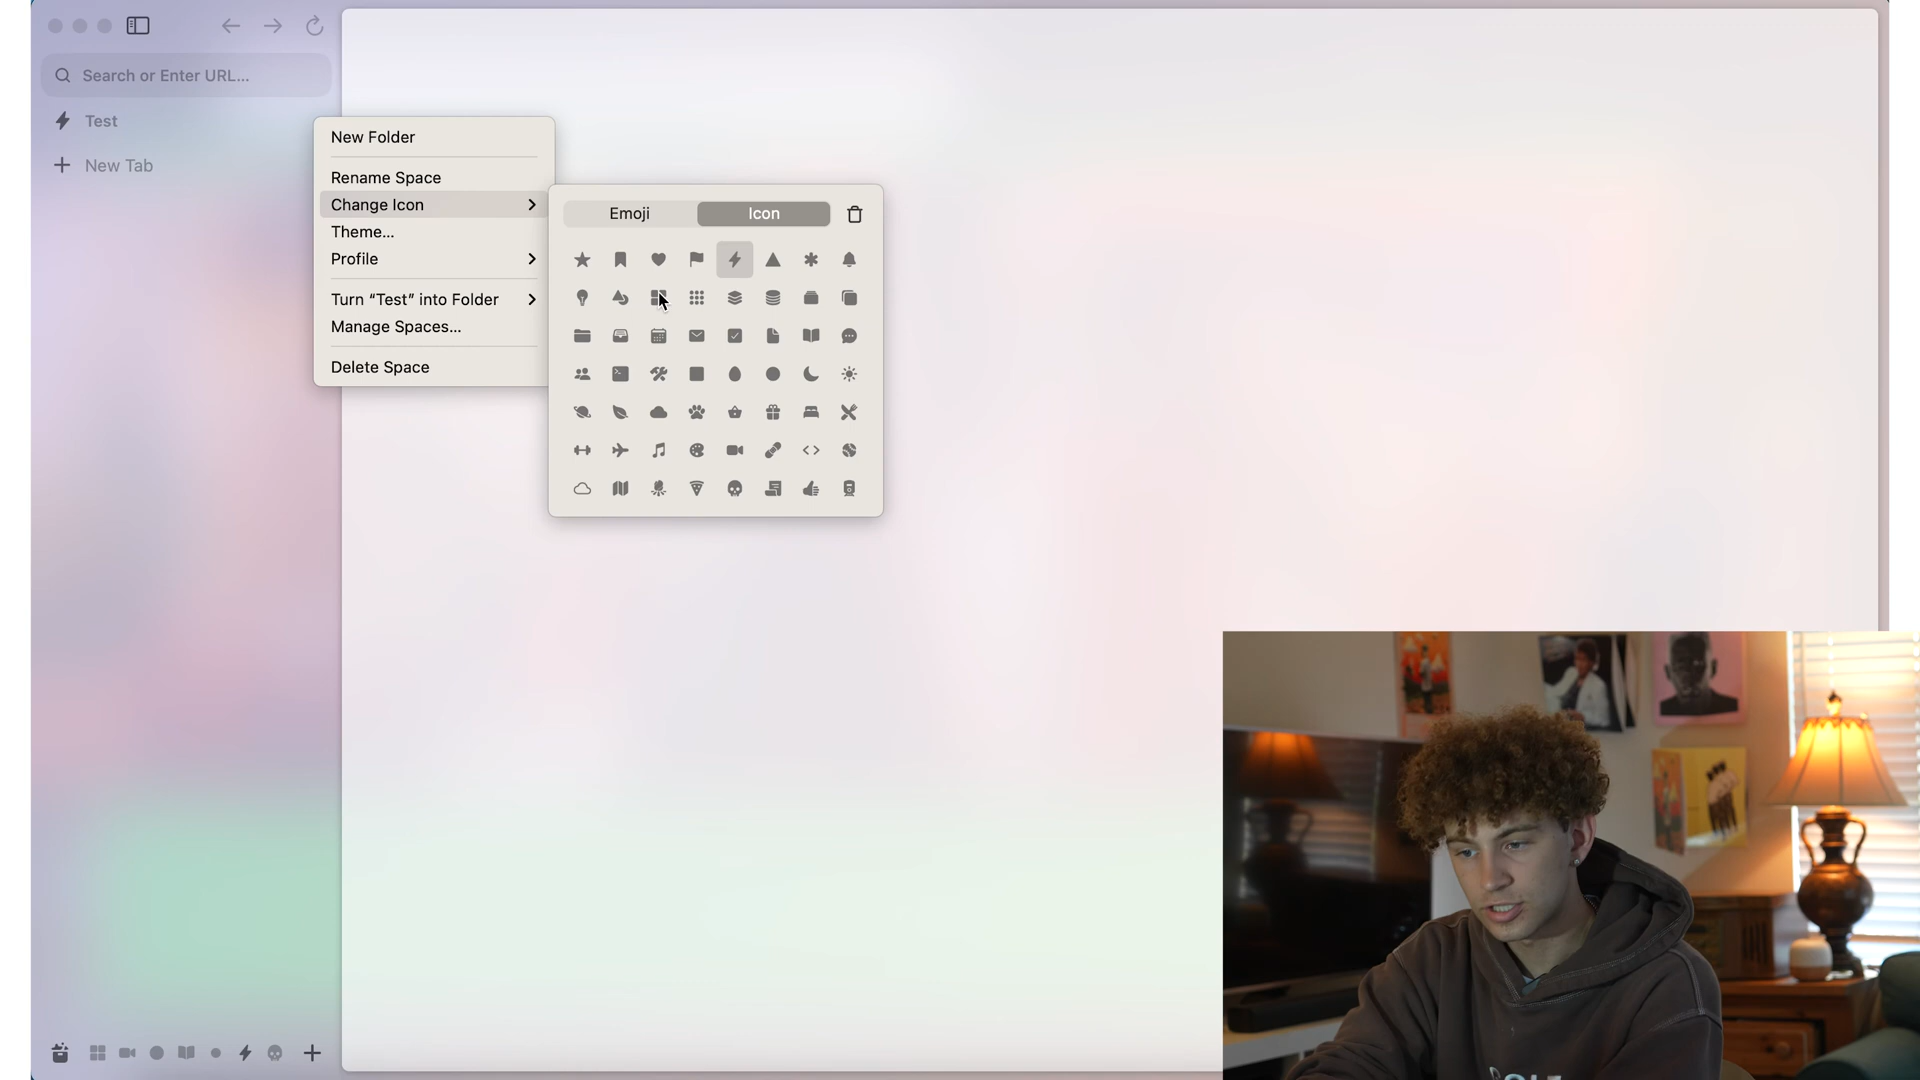 Search or Enter URL...
Test
New Tab
New Folder
Rename Space
Change Icon
Theme...
Profile
Turn “Test” into Folder
Manage Spaces...
Delete Space
Emoji
Icon